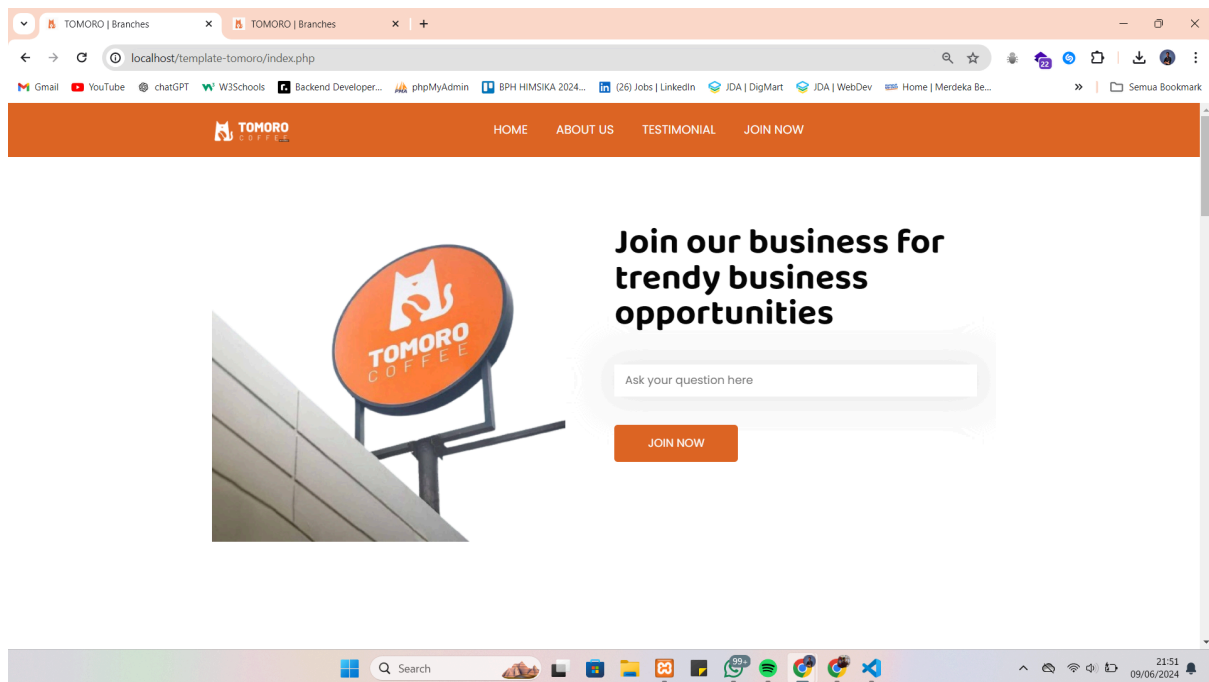 TOMORO | Branches
TOMORO | Branches
localhost/template-tomoro/index.php
22
Gmail
YouTube
chatGPT
W3Schools
Backend Developer...
phpMyAdmin
BPH HIMSIKA 2024...
(26) Jobs | LinkedIn
JDA | DigMart
JDA | WebDev
Home | Merdeka Be...
Semua Bookmark
TOMORO
COFFEE
HOME
ABOUT US
TESTIMONIAL
JOIN NOW
TOMORO
COFFEE
Join our business for
trendy business
opportunities
Ask your question here
JOIN NOW
Search
99+
21:51
09/06/2024